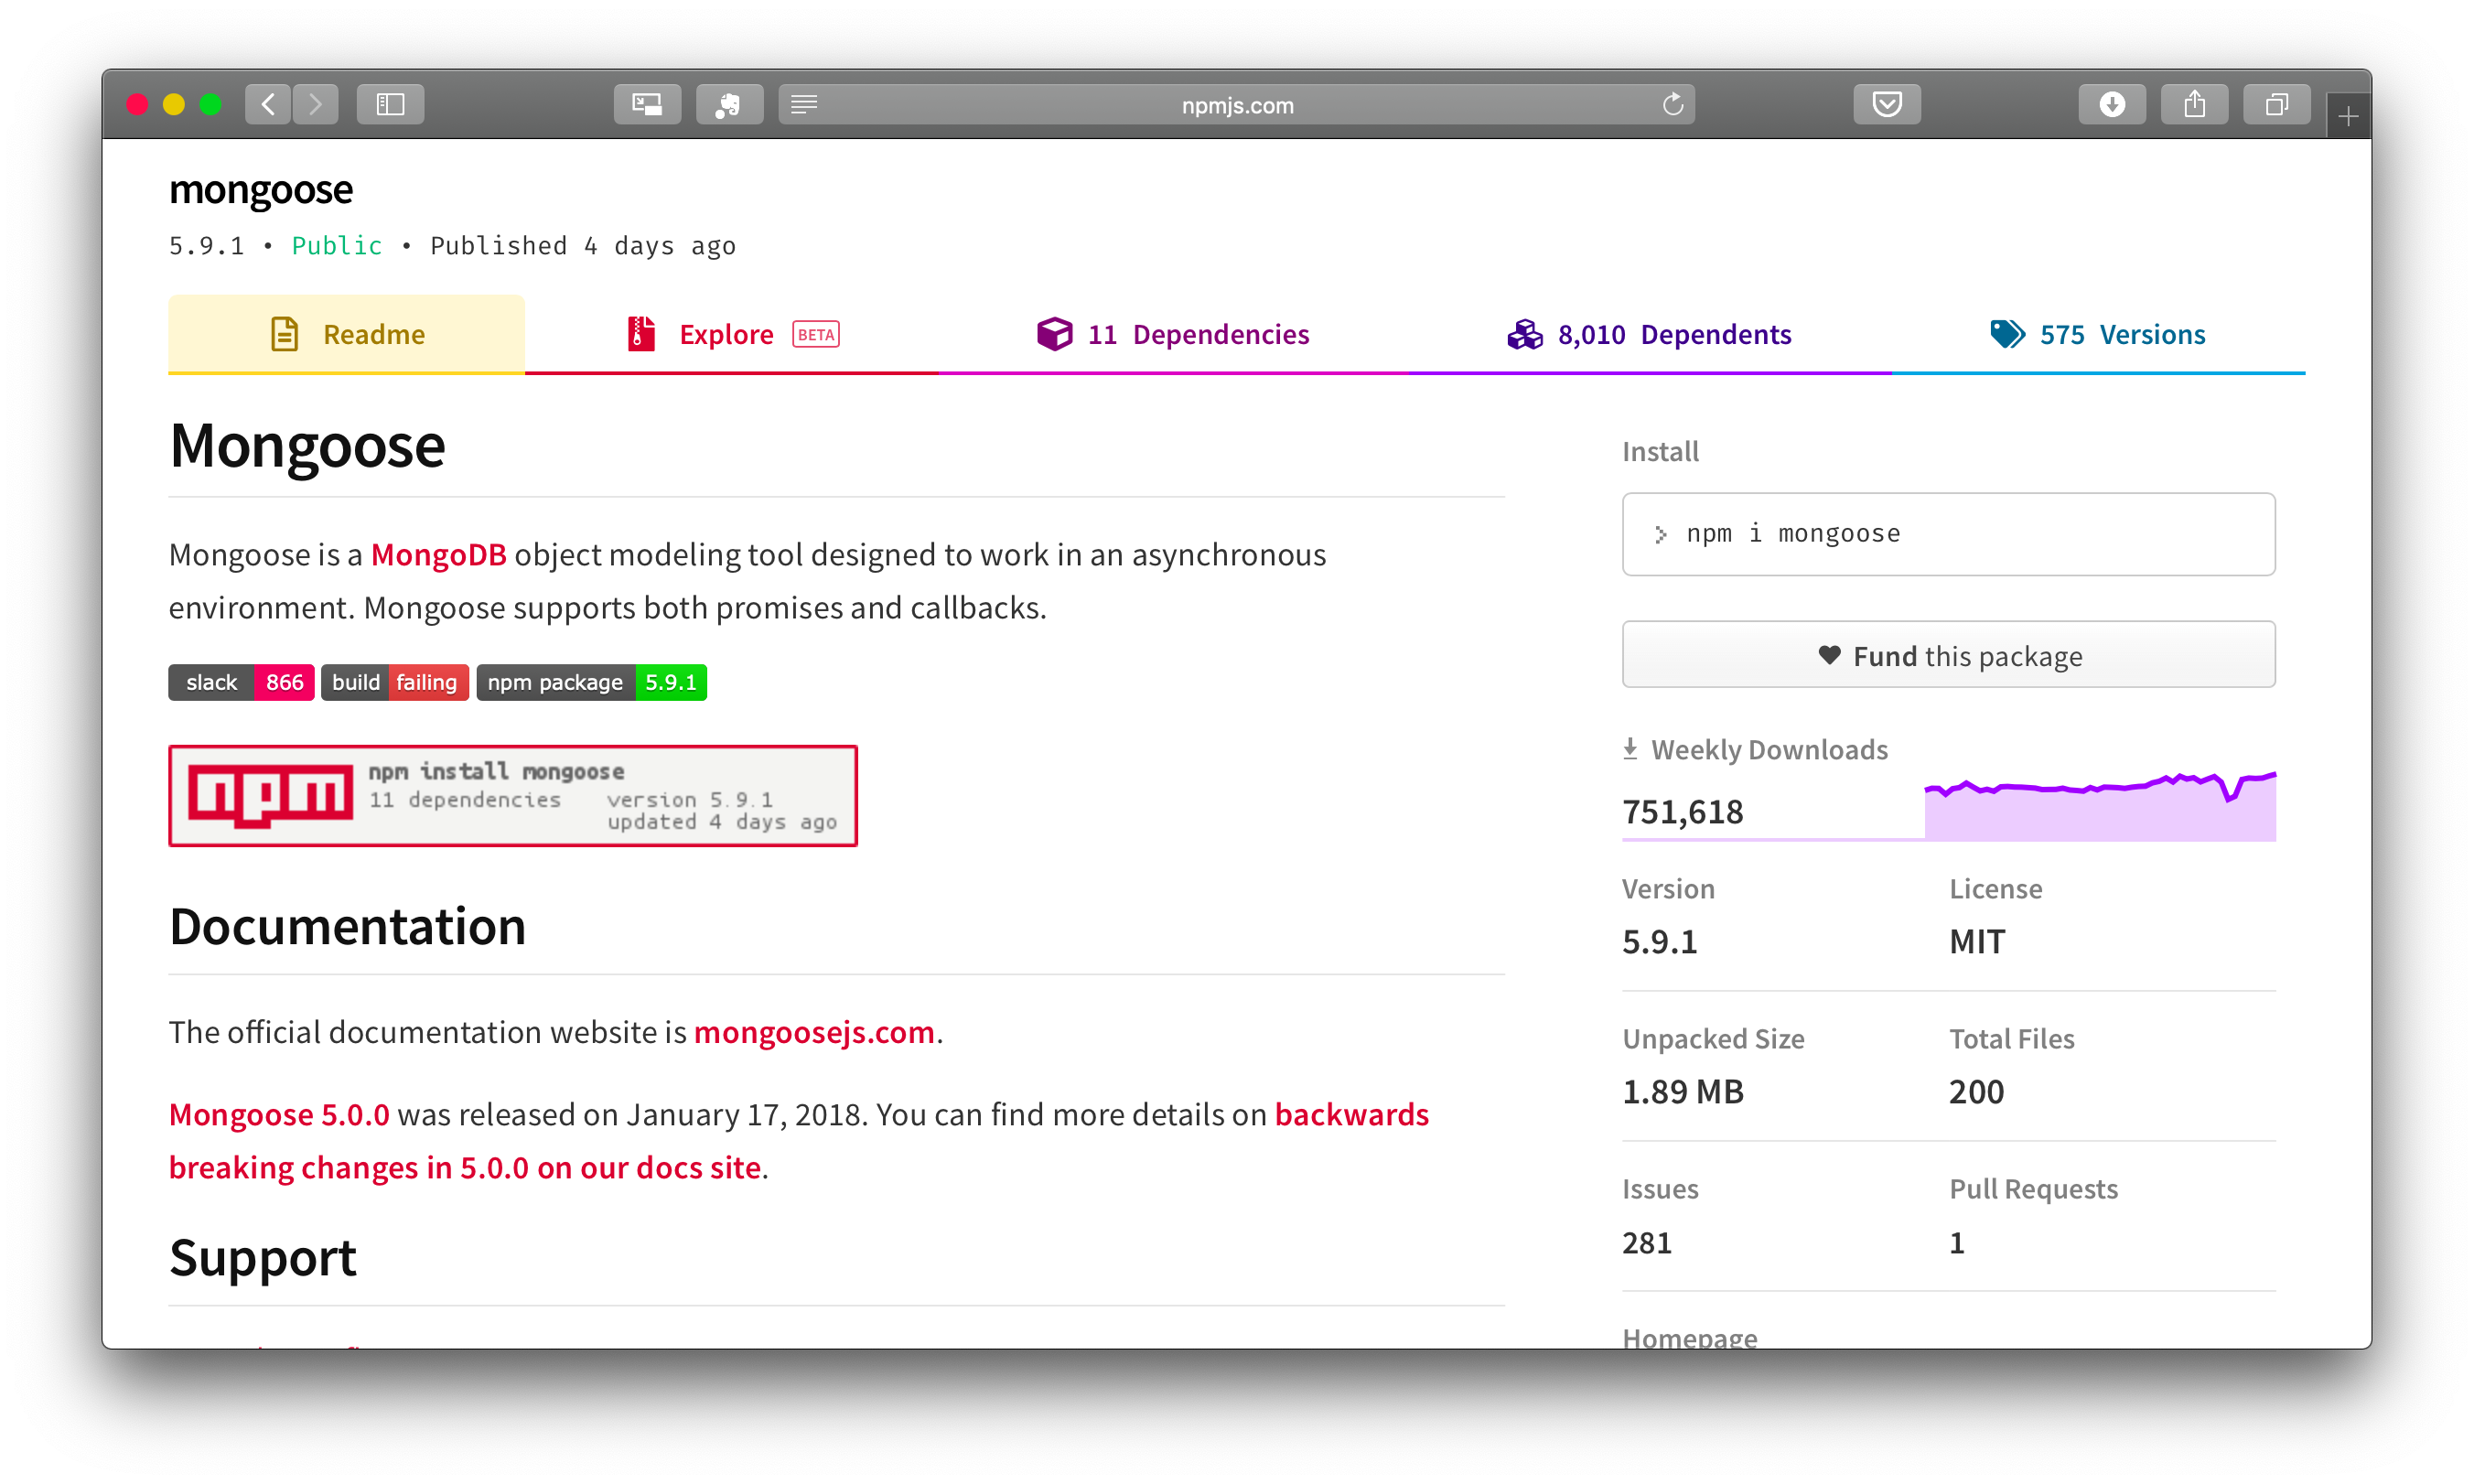 npmjs.com
mongoose
5.9.1 • Public • Published 4 days ago
Readme
Explore BETA
11 Dependencies
8,010 Dependents
575 Versions
Mongoose
Mongoose is a MongoDB object modeling tool designed to work in an asynchronous
environment. Mongoose supports both promises and callbacks.
slack 866 build failing npm package 5.9.1
npm
npm install mongoose
11 dependencies version 5.9.1
updated 4 days ago
Documentation
The official documentation website is mongoosejs.com.
Mongoose 5.0.0 was released on January 17, 2018. You can find more details on backwards
breaking changes in 5.0.0 on our docs site.
Support
Install
npm i mongoose
Fund this package
Weekly Downloads
751,618
Version License
5.9.1 MIT
Unpacked Size Total Files
1.89 MB 200
Issues Pull Requests
281 1
Homepage